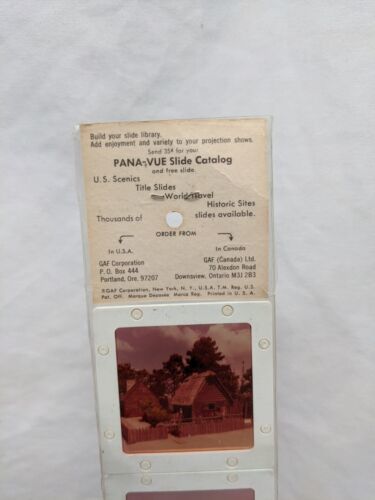 Build your slide library.
Add enjoyment and variety to your projection shows.
Send 35¢ for your
PANA-VUE Slide Catalog
and free slide.
U.S. Scenics
Title Slides
World Travel
Historic Sites
Thousands of slides available.
ORDER FROM
In U.S.A. In Canada
GAF Corporation GAF (Canada) Ltd.
P. O. Box 444 70 Alexdon Road
Portland, Ore. 97207 Downsview, Ontario M3J 2B3
®GAF Corporation, New York, N. Y., U.S.A. T.M. Reg. U.S.
Pat. Off. Marque Déposée Marca Reg. Printed in U. S. A.